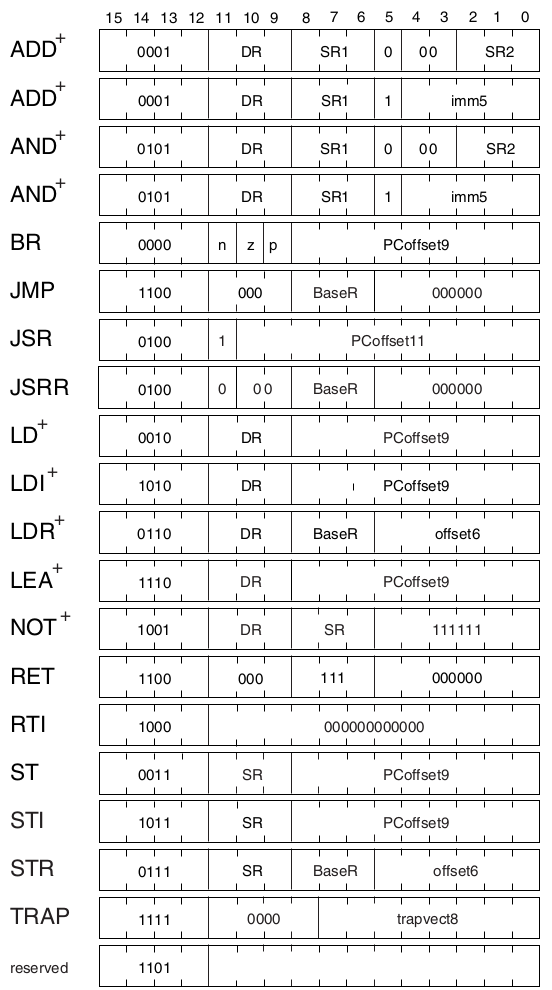 15 14 13 12 11 10 9 8 7 6 5 4 3 2 1 0
ADD+ 0001 DR SR1 0 00 SR2
ADD+ 0001 DR SR1 1 imm5
AND+ 0101 DR SR1 0 00 SR2
AND+ 0101 DR SR1 1 imm5
BR 0000 n z p PCoffset9
JMP 1100 000 BaseR 000000
JSR 0100 1 PCoffset11
JSRR 0100 0 00 BaseR 000000
LD+ 0010 DR PCoffset9
LDI+ 1010 DR PCoffset9
LDR+ 0110 DR BaseR offset6
LEA+ 1110 DR PCoffset9
NOT+ 1001 DR SR 111111
RET 1100 000 111 000000
RTI 1000 000000000000
ST 0011 SR PCoffset9
STI 1011 SR PCoffset9
STR 0111 SR BaseR offset6
TRAP 1111 0000 trapvect8
reserved 1101